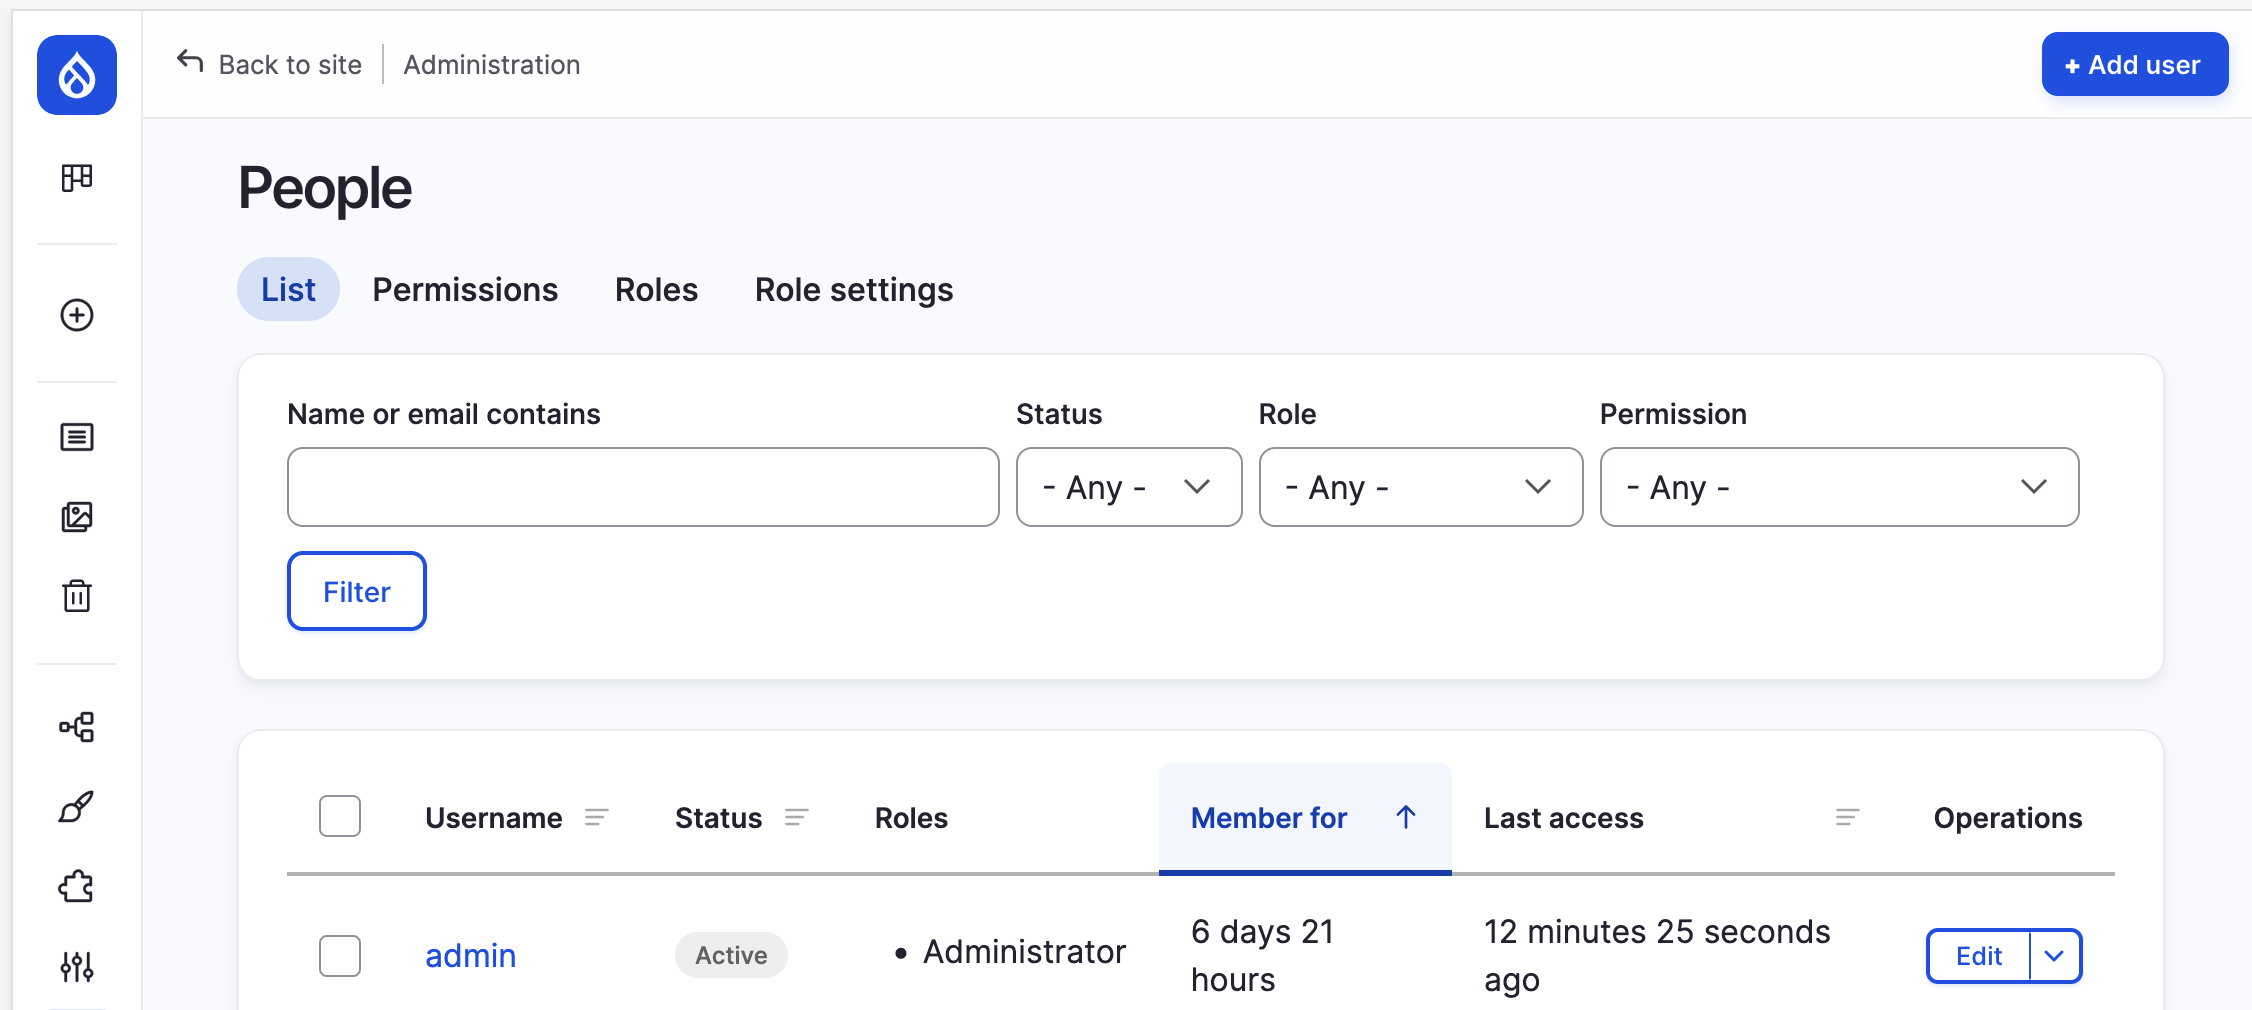 Back to site
Administration
+ Add user
People
List
Permissions
Roles
Role settings
Name or email contains
Status
Role
Permission
- Any -
- Any -
- Any -
Filter
Username
Status
Roles
Member for
Last access
Operations
admin
Active
• Administrator
6 days 21
hours
12 minutes 25 seconds
ago
Edit